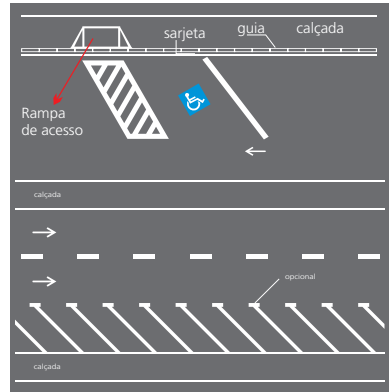 sarjeta
guia
calçada
Rampa
de acesso
calçada
opcional
calçada